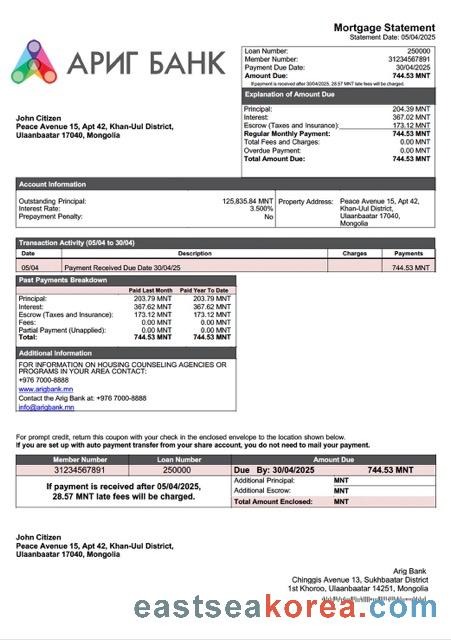 Mortgage Statement
Statement Date: 05/04/2025
АРИГ БАНК
Loan Number: 250000
Member Number: 31234567891
Payment Due Date: 30/04/2025
Amount Due: 744.53 MNT
If payment is received after 30/04/2025, 28.57 MNT late fees will be charged.
Explanation of Amount Due
Principal: 204.39 MNT
Interest: 367.02 MNT
Escrow (Taxes and Insurance): 173.12 MNT
Regular Monthly Payment: 744.53 MNT
Total Fees and Charges: 0.00 MNT
Overdue Payment: 0.00 MNT
Total Amount Due: 744.53 MNT
John Citizen
Peace Avenue 15, Apt 42, Khan-Uul District,
Ulaanbaatar 17040, Mongolia
Account Information
Outstanding Principal: 125,835.84 MNT
Interest Rate: 3.500%
Prepayment Penalty: No
Property Address: Peace Avenue 15, Apt 42,
Khan-Uul District,
Ulaanbaatar 17040,
Mongolia
Transaction Activity (05/04 to 30/04)
Date Description Charges Payments
05/04 Payment Received Due Date 30/04/25 744.53 MNT
Past Payments Breakdown
Paid Last Month Paid Year To Date
Principal: 203.79 MNT 203.79 MNT
Interest: 367.62 MNT 367.62 MNT
Escrow (Taxes and Insurance): 173.12 MNT 173.12 MNT
Fees: 0.00 MNT 0.00 MNT
Partial Payment (Unapplied): 0.00 MNT 0.00 MNT
Total: 744.53 MNT 744.53 MNT
Additional Information
FOR INFORMATION ON HOUSING COUNSELING AGENCIES OR
PROGRAMS IN YOUR AREA CONTACT:
+976 7000-8888
www.arigbank.mn
Contact the Arig Bank at: +976 7000-8888
info@arigbank.mn
For prompt credit, return this coupon with your check in the enclosed envelope to the location shown below.
If you are set up with auto payment transfer from your share account, you do not need to mail your payment.
Member Number Loan Number Amount Due
31234567891 250000 Due By: 30/04/2025 744.53 MNT
If payment is received after 05/04/2025,
28.57 MNT late fees will be charged.
Additional Principal: MNT
Additional Escrow: MNT
Total Amount Enclosed: MNT
John Citizen
Peace Avenue 15, Apt 42, Khan-Uul District,
Ulaanbaatar 17040, Mongolia
Arig Bank
Chinggis Avenue 13, Sukhbaatar District
1st Khoroo, Ulaanbaatar 14251, Mongolia
eastseakorea.com